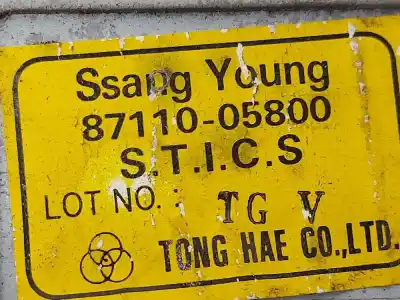 Ssang Young
87110-05800
S.T.I.C.S
LOT NO. : TG V
TONG HAE CO.,LTD.